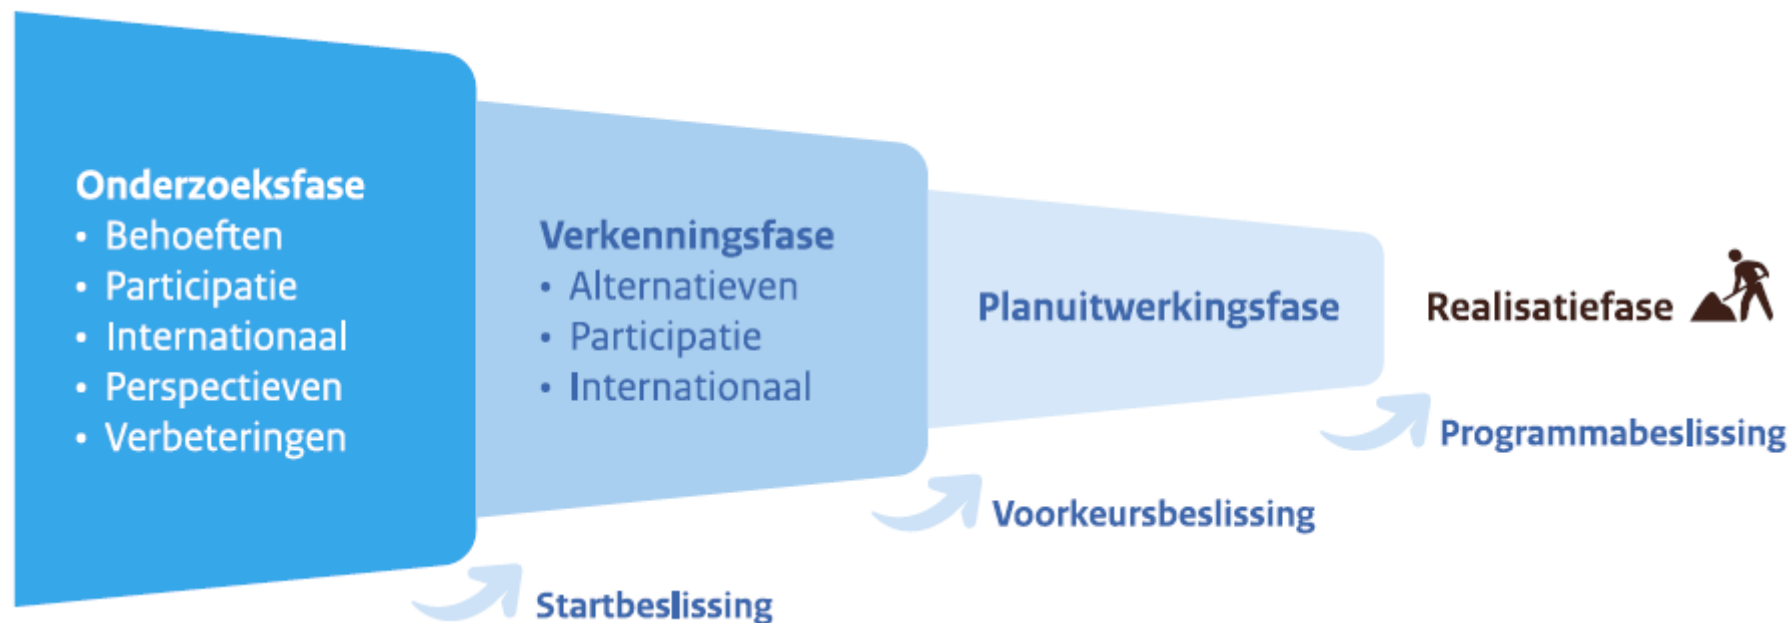 Onderzoeksfase
• Behoeften
• Participatie
• Internationaal
• Perspectieven
• Verbeteringen
Startbeslissing
Verkenningsfase
• Alternatieven
• Participatie
• Internationaal
Voorkeursbeslissing
Planuitwerkingsfase
Programmabeslissing
Realisatiefase